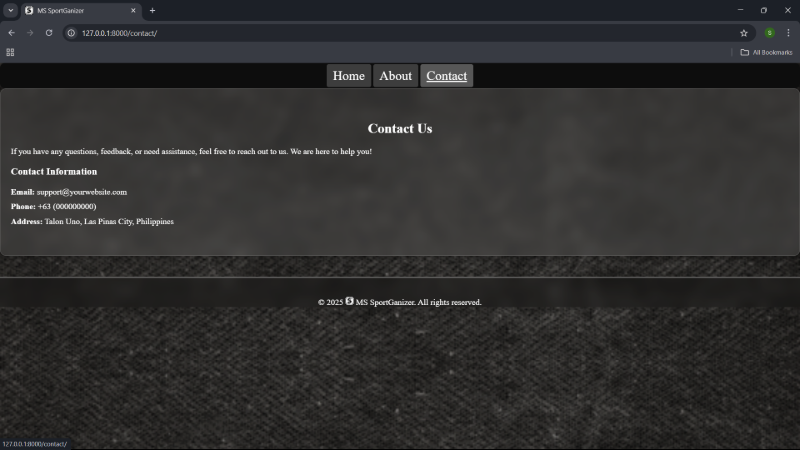 MS SportGanizer
127.0.0.1:8000/contact/
S
All Bookmarks
Home About Contact
Contact Us
If you have any questions, feedback, or need assistance, feel free to reach out to us. We are here to help you!
Contact Information
Email: support@yourwebsite.com
Phone: +63 (000000000)
Address: Talon Uno, Las Pinas City, Philippines
© 2025 S MS SportGanizer. All rights reserved.
127.0.0.1:8000/contact/